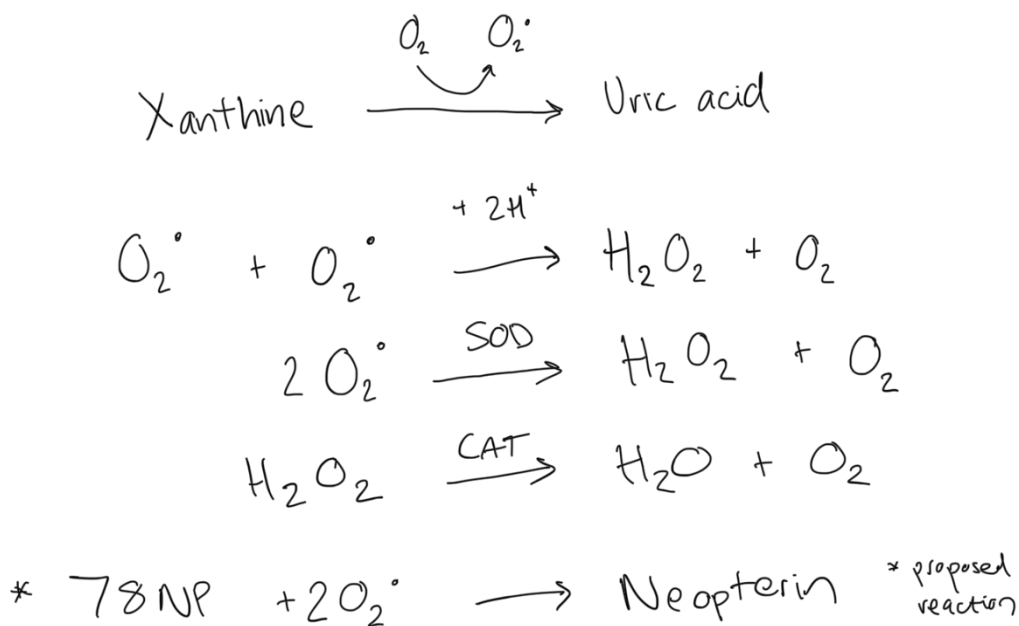 O₂ O₂•
Xanthine → Uric acid
+ 2H⁺
O₂• + O₂• → H₂O₂ + O₂
SOD
2 O₂• → H₂O₂ + O₂
CAT
H₂O₂ → H₂O + O₂
* 78NP + 2O₂• → Neopterin
* proposed
reaction